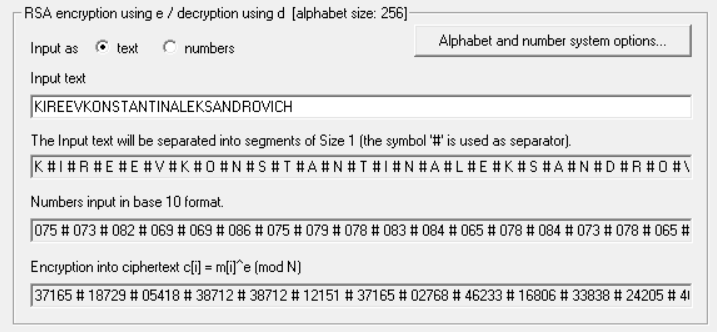 RSA encryption using e / decryption using d [alphabet size: 256]
Input as text numbers
Alphabet and number system options...
Input text
KIREEVKONSTANTINALEKSANDROVICH
The Input text will be separated into segments of Size 1 (the symbol '#' is used as separator).
K # I # R # E # E # V # K # O # N # S # T # A # N # T # I # N # A # L # E # K # S # A # N # D # R # O #
Numbers input in base 10 format.
075 # 073 # 082 # 069 # 069 # 086 # 075 # 079 # 078 # 083 # 084 # 065 # 078 # 084 # 073 # 078 # 065 #
Encryption into ciphertext c[i] = m[i]^e (mod N)
37165 # 18729 # 05418 # 38712 # 38712 # 12151 # 37165 # 02768 # 46233 # 16806 # 33838 # 24205 #